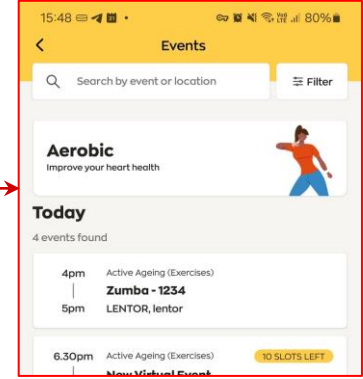 15:48
80%
Events
Search by event or location
Filter
Aerobic
Improve your heart health
Today
4 events found
4pm Active Ageing (Exercises)
Zumba - 1234
5pm LENTOR, lentor
6.30pm Active Ageing (Exercises) 10 SLOTS LEFT
New Virtual Event